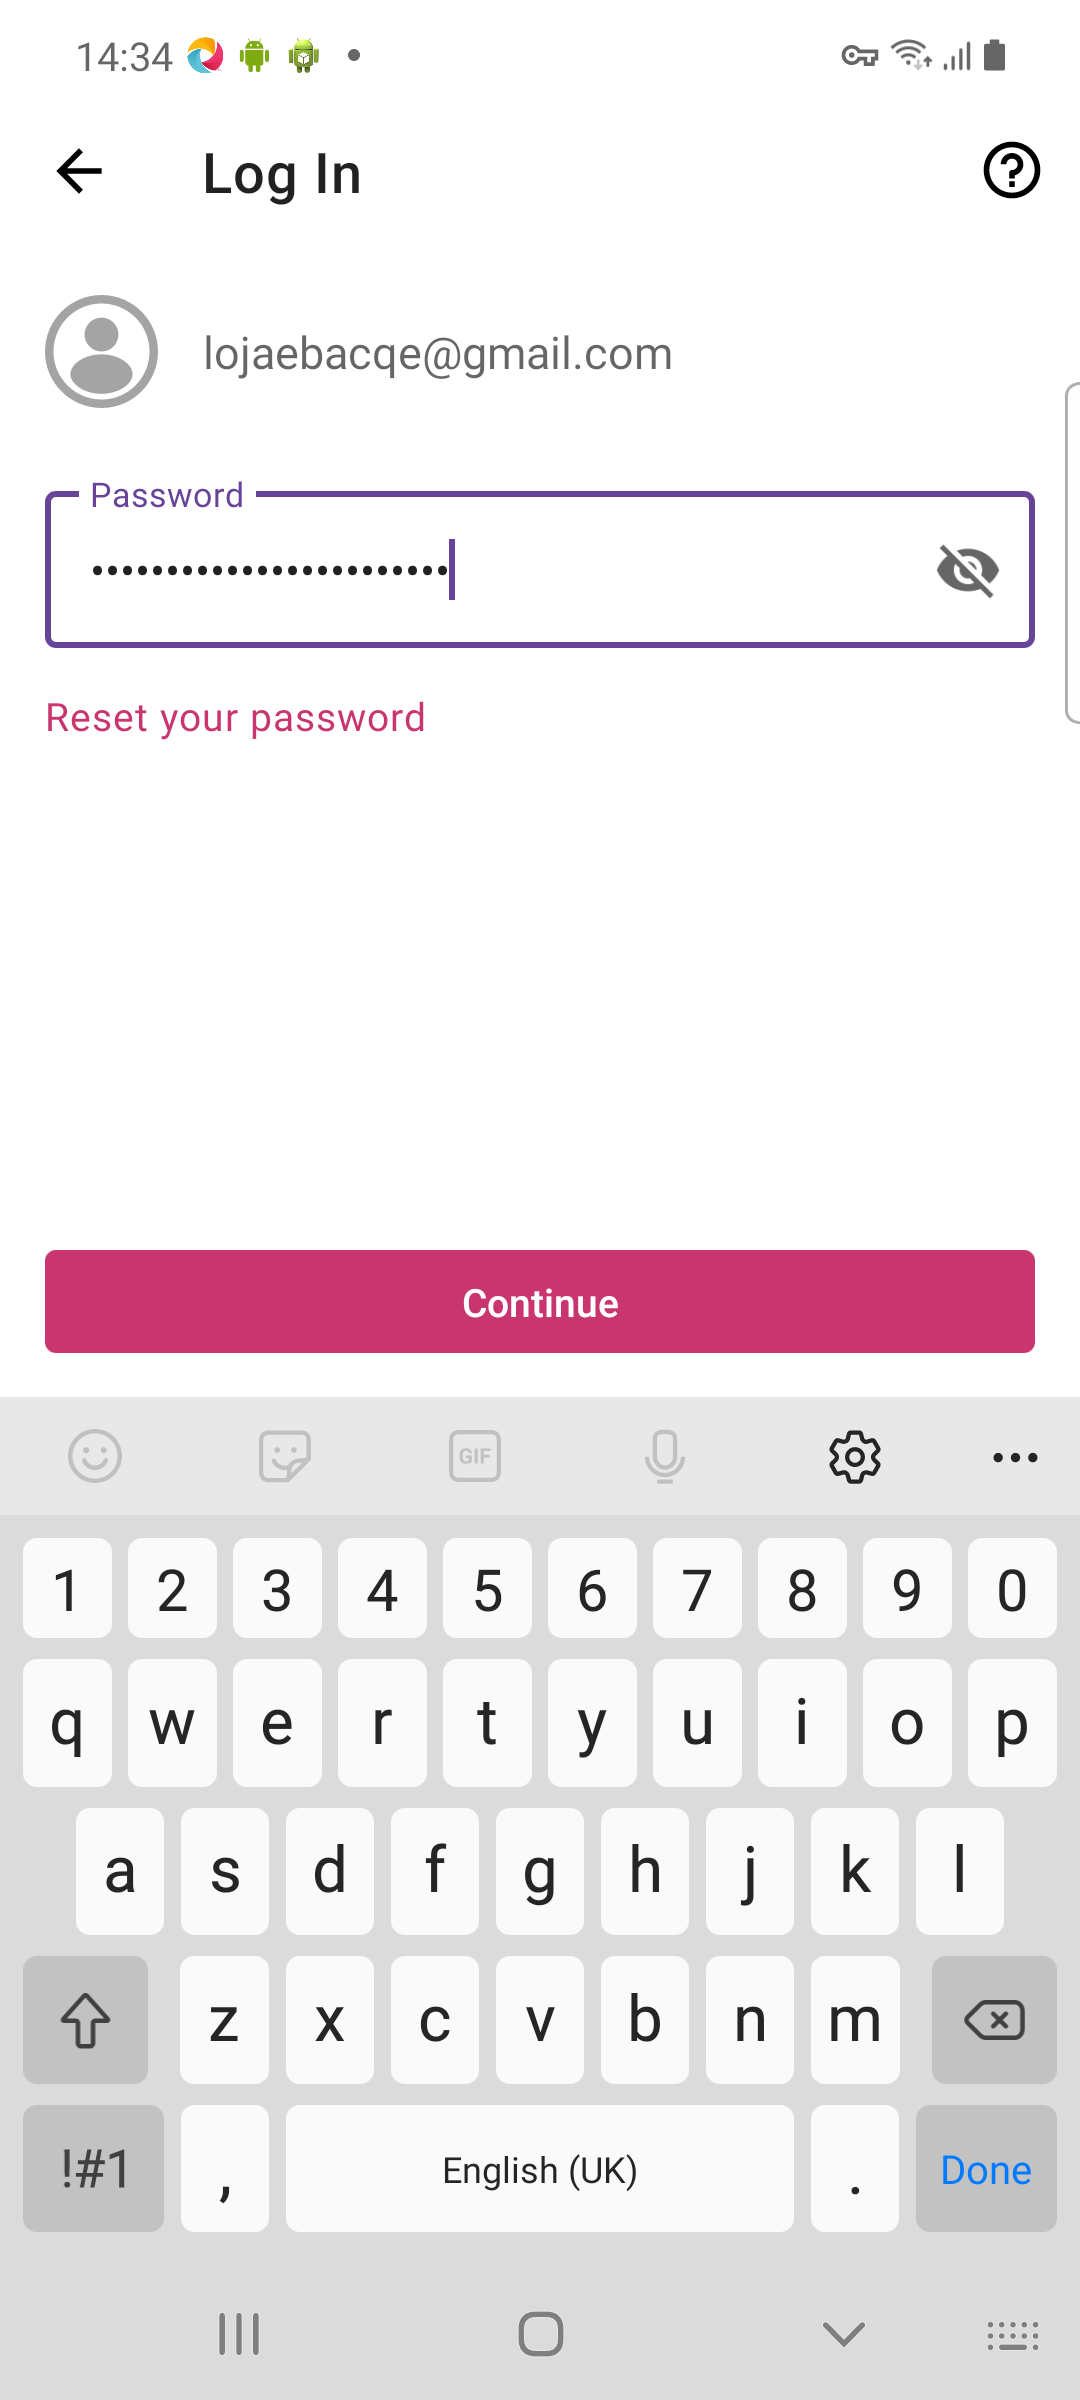 14:34
Log In
lojaebacqe@gmail.com
Password
••••••••••••••••••••••••
Reset your password
Continue
GIF
1 2 3 4 5 6 7 8 9 0
q w e r t y u i o p
a s d f g h j k l
z x c v b n m
!#1 , English (UK) . Done